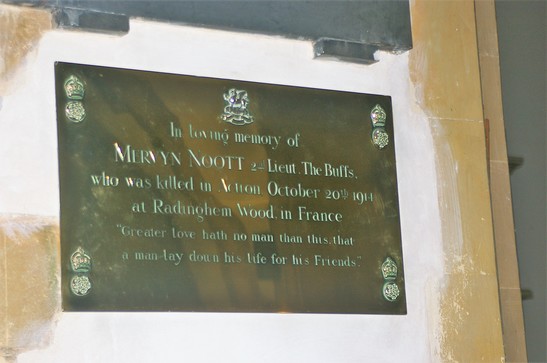 In loving memory of
MERVYN NOOTT 2nd Lieut. The Buffs,
who was killed in Action, October 20th 1914
at Radinghem Wood, in France
"Greater love hath no man than this, that
a man lay down his life for his Friends."